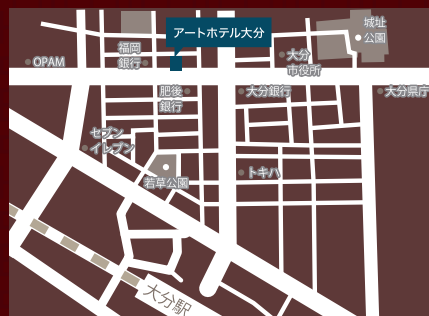 アートホテル大分
城址
公園
福岡
銀行
OPAM
大分
市役所
肥後
銀行
大分銀行
大分県庁
セブン
イレブン
トキハ
若草公園
大分駅